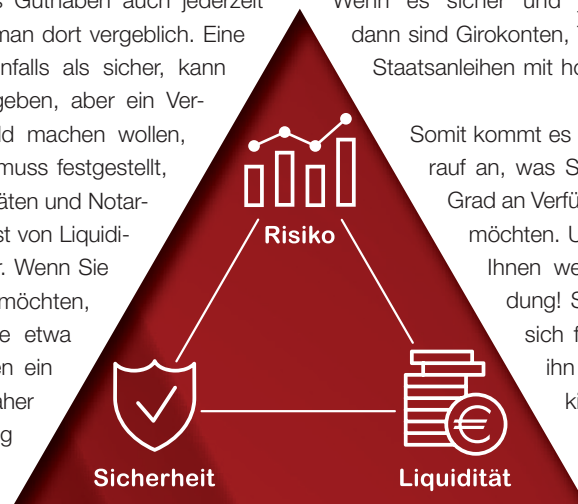 s Guthaben auch jederzeit
man dort vergeblich. Eine
nfalls als sicher, kann
geben, aber ein Ver-
ld machen wollen,
muss festgestellt,
äten und Notar-
st von Liquidi-
r. Wenn Sie
möchten,
e etwa
en ein
aher
g
Wenn es sicher und
dann sind Girokonten,
Staatsanleihen mit ho
Somit kommt es
rauf an, was S
Grad an Verfü
möchten. U
Ihnen we
dung! S
sich f
ihn
ki
Risiko
Sicherheit
Liquidität